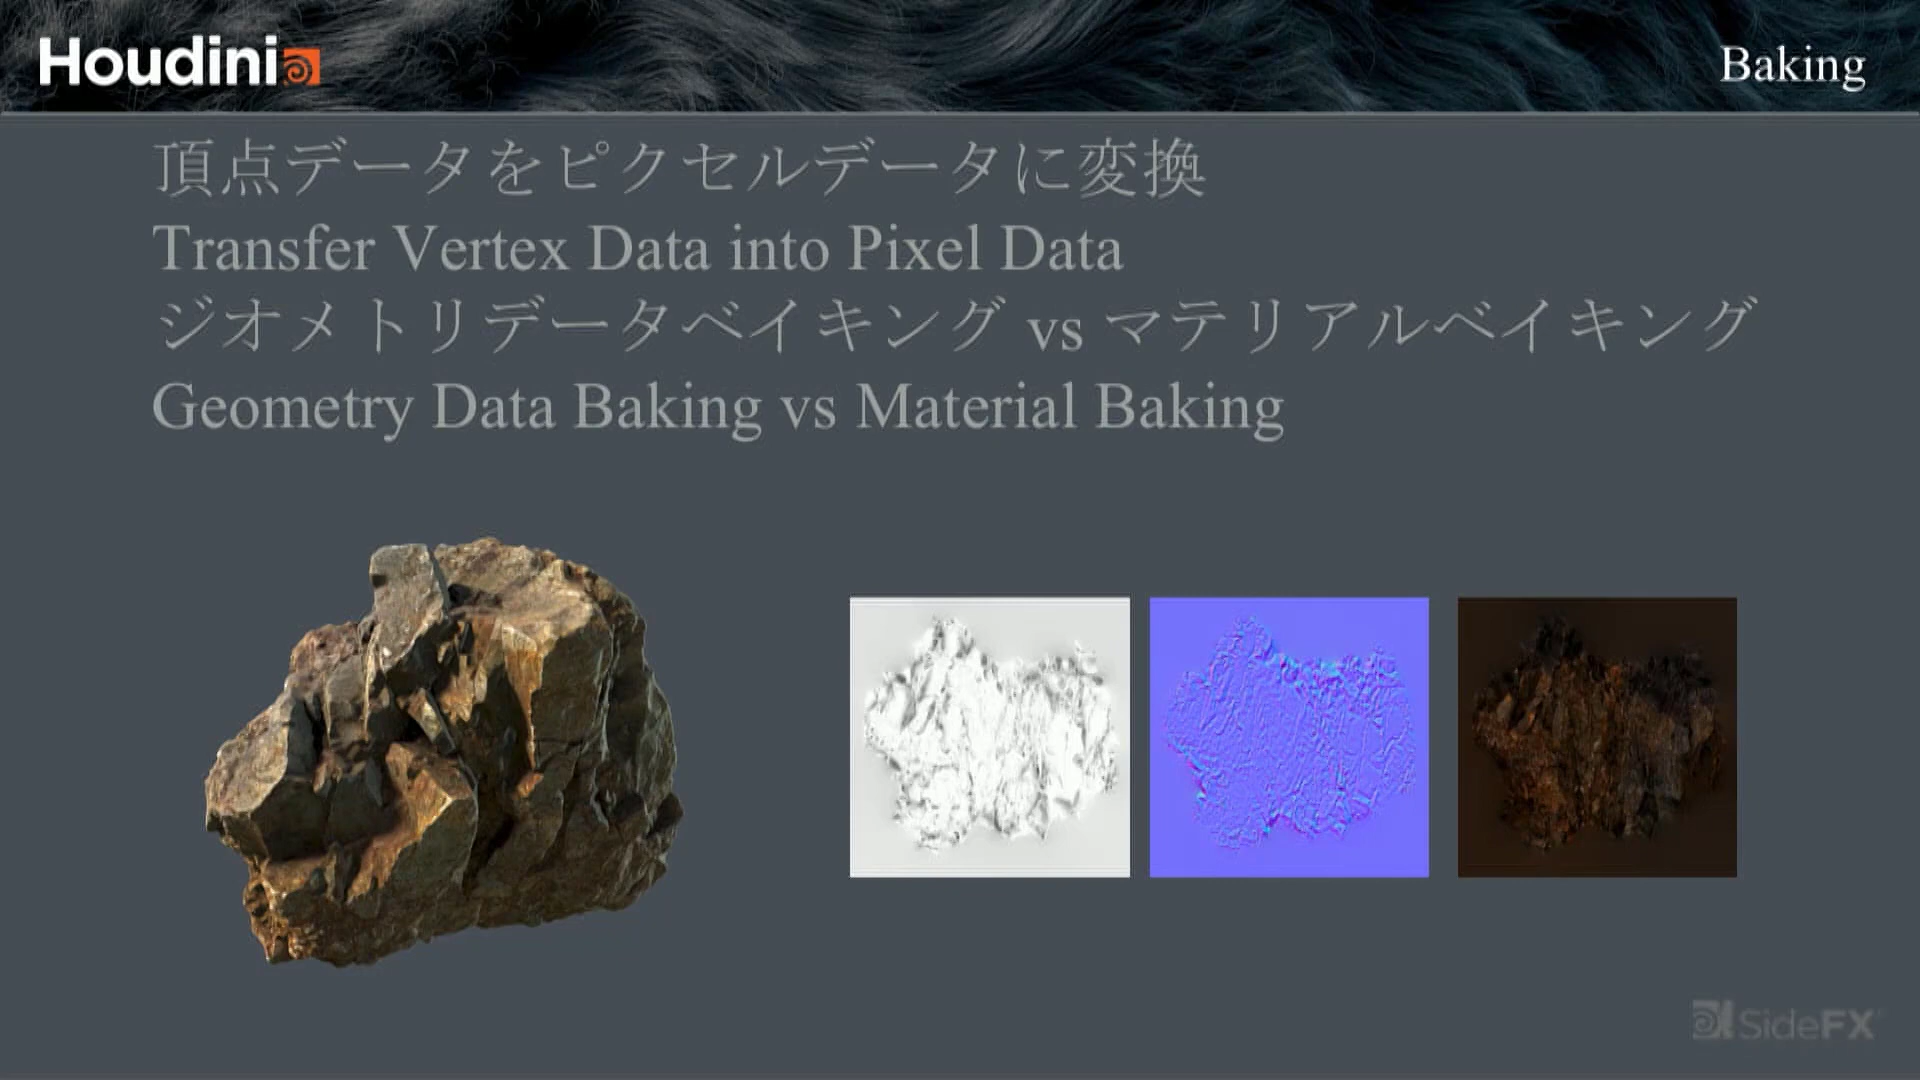 Houdini
Baking
頂点データをピクセルデータに変換
Transfer Vertex Data into Pixel Data
ジオメトリデータベイキング vs マテリアルベイキング
Geometry Data Baking vs Material Baking
SideFX